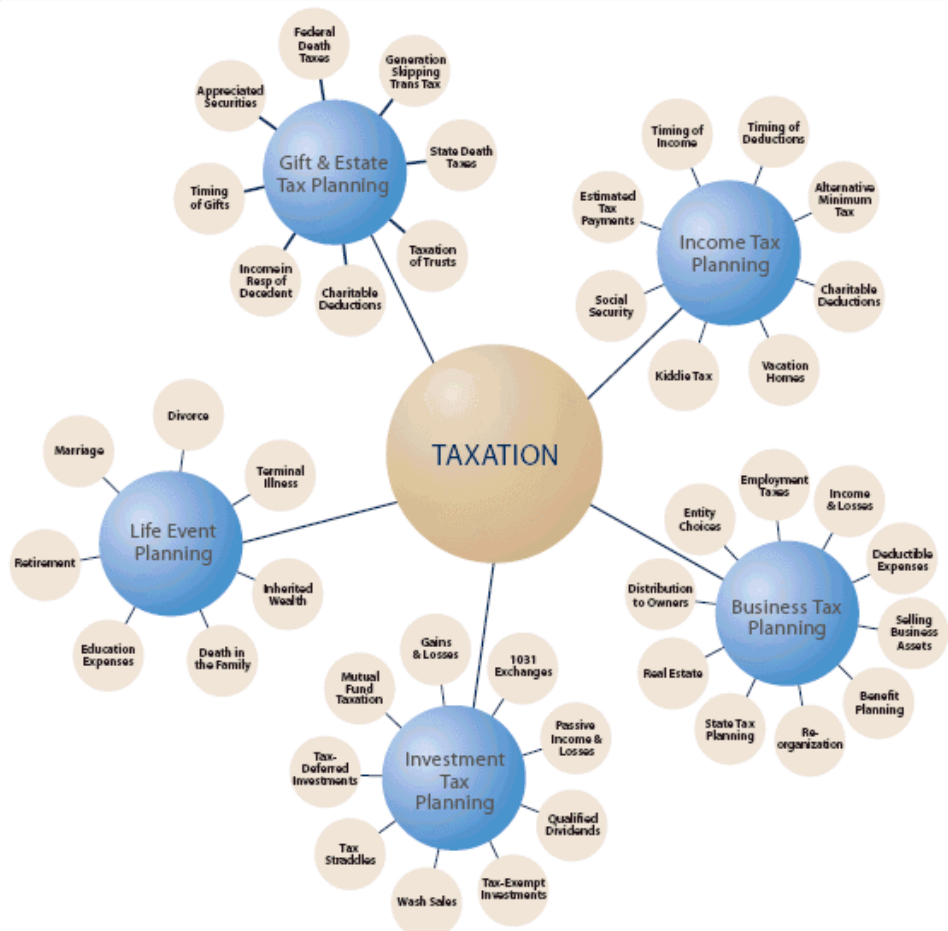 TAXATION
Gift & Estate
Tax Planning
Federal
Death
Taxes
Generation
Skipping
Trans Tax
State Death
Taxes
Taxation
of Trusts
Charitable
Deductions
Income in
Resp of
Decedent
Timing
of Gifts
Appreciated
Securities
Income Tax
Planning
Timing of
Income
Timing of
Deductions
Alternative
Minimum
Tax
Charitable
Deductions
Vacation
Homes
Kiddie Tax
Social
Security
Estimated
Tax
Payments
Business Tax
Planning
Employment
Taxes
Income
& Losses
Deductible
Expenses
Selling
Business
Assets
Benefit
Planning
Re-
organization
State Tax
Planning
Real Estate
Distribution
to Owners
Entity
Choices
Investment
Tax
Planning
Gains
& Losses
1031
Exchanges
Passive
Income &
Losses
Qualified
Dividends
Tax-Exempt
Investments
Wash Sales
Tax
Straddles
Tax-
Deferred
Investments
Mutual
Fund
Taxation
Life Event
Planning
Divorce
Terminal
Illness
Inherited
Wealth
Death in
the Family
Education
Expenses
Retirement
Marriage